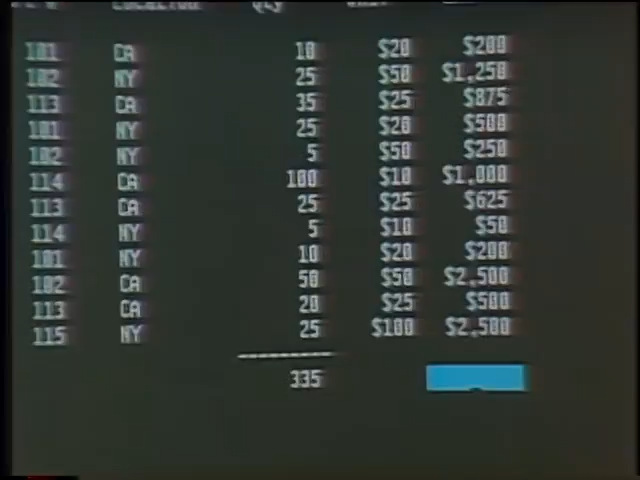 Location Qty
101 CA 10 $20 $200
102 NY 25 $50 $1,250
113 CA 35 $25 $875
101 NY 25 $20 $500
102 NY 5 $50 $250
114 CA 100 $10 $1,000
113 CA 25 $25 $625
114 NY 5 $10 $50
101 NY 10 $20 $200
102 CA 50 $50 $2,500
113 CA 20 $25 $500
115 NY 25 $100 $2,500
335